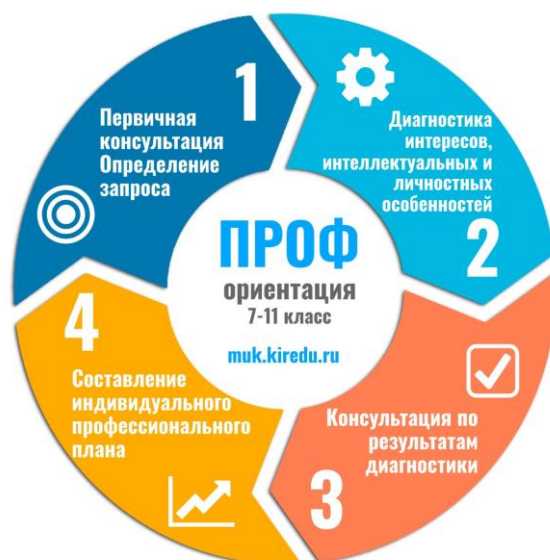 1
Первичная
консультация
Определение
запроса
Диагностика
интересов,
интеллектуальных и
личностных
особенностей
2
ПРОФ
ориентация
7-11 класс
muk.kiredu.ru
Консультация по
результатам
диагностики
3
4
Составление
индивидуального
профессионального
плана